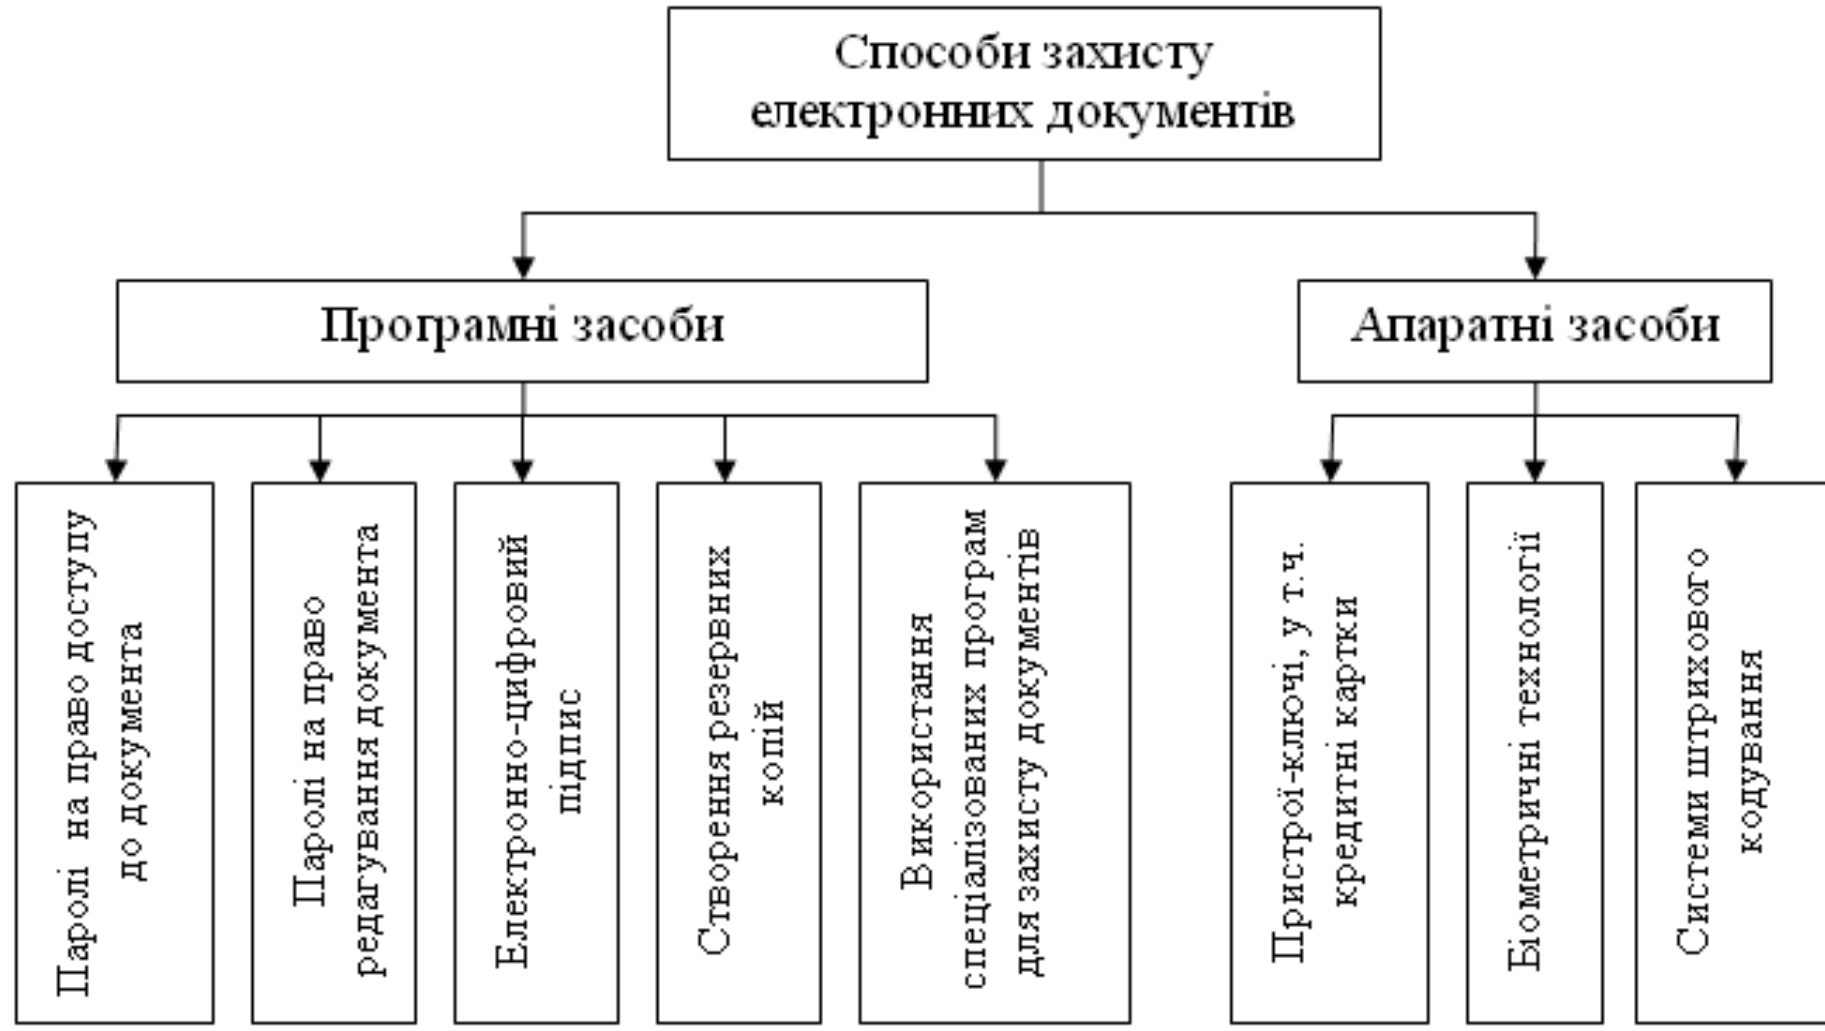 Способи захисту
електронних документів
Програмні засоби
Апаратні засоби
Паролі на право доступу
до документа
Паролі на право
редагування документа
Електронно-цифровий
підпис
Створення резервних
копій
Використання
спеціалізованих програм
для захисту документів
Пристрої-ключі, у т.ч.
кредитні картки
Біометричні технології
Системи штрихового
кодування